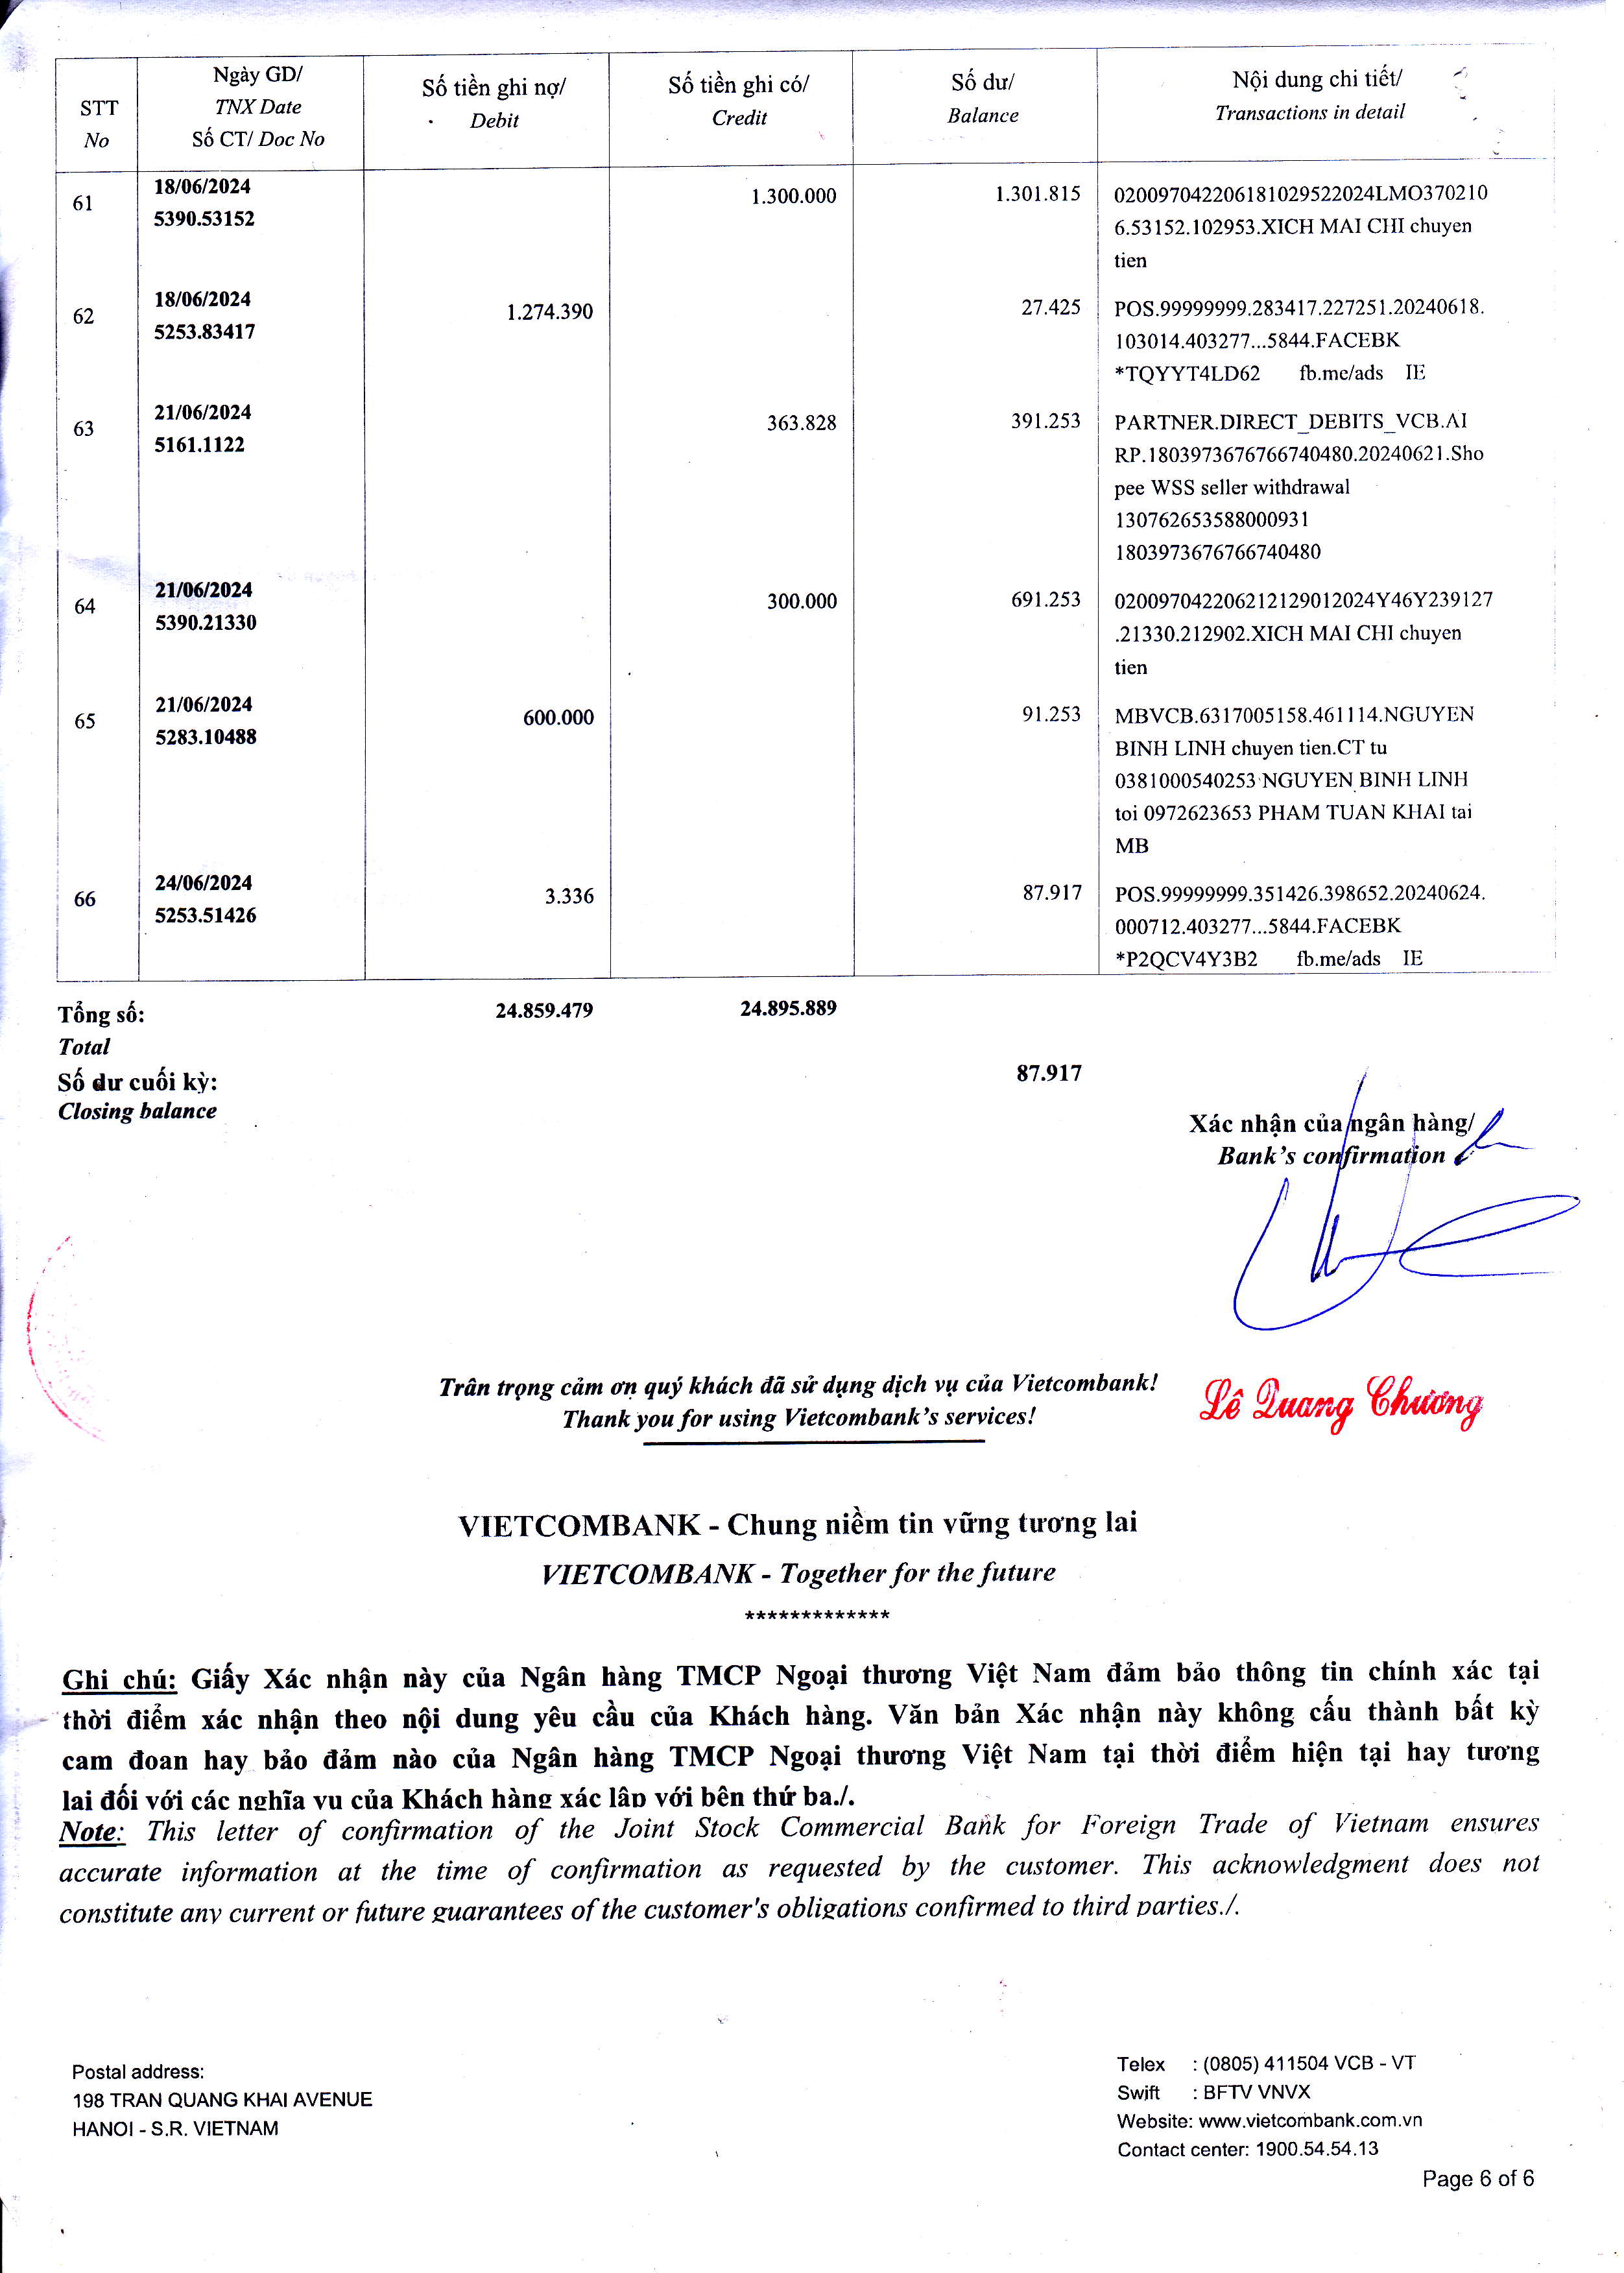 STT
No
Ngày GD/
TNX Date
Số CT/ Doc No
Số tiền ghi nợ/
Debit
Số tiền ghi có/
Credit
Số dư/
Balance
Nội dung chi tiết/
Transactions in detail
61
18/06/2024
5390.53152
1.300.000
1.301.815
020097042206181029522024LMO370210
6.53152.102953.XICH MAI CHI chuyen
tien
62
18/06/2024
5253.83417
1.274.390
27.425
POS.99999999.283417.227251.20240618.
103014.403277...5844.FACEBK
*TQYYT4LD62 fb.me/ads IE
63
21/06/2024
5161.1122
363.828
391.253
PARTNER.DIRECT_DEBITS_VCB.AI
RP.1803973676766740480.20240621.Sho
pee WSS seller withdrawal
130762653588000931
1803973676766740480
64
21/06/2024
5390.21330
300.000
691.253
020097042206212129012024Y46Y239127
.21330.212902.XICH MAI CHI chuyen
tien
65
21/06/2024
5283.10488
600.000
91.253
MBVCB.6317005158.461114.NGUYEN
BINH LINH chuyen tien.CT tu
0381000540253 NGUYEN BINH LINH
toi 0972623653 PHAM TUAN KHAI tai
MB
66
24/06/2024
5253.51426
3.336
87.917
POS.99999999.351426.398652.20240624.
000712.403277...5844.FACEBK
*P2QCV4Y3B2 fb.me/ads IE
Tổng số: 24.859.479 24.895.889
Total
Số dư cuối kỳ: 87.917
Closing balance
Xác nhận của ngân hàng/
Bank's confirmation
Trân trọng cảm ơn quý khách đã sử dụng dịch vụ của Vietcombank!
Thank you for using Vietcombank's services!
Lê Quang Chương
VIETCOMBANK - Chung niềm tin vững tương lai
VIETCOMBANK - Together for the future
*************
Ghi chú: Giấy Xác nhận này của Ngân hàng TMCP Ngoại thương Việt Nam đảm bảo thông tin chính xác tại
thời điểm xác nhận theo nội dung yêu cầu của Khách hàng. Văn bản Xác nhận này không cấu thành bất kỳ
cam đoan hay bảo đảm nào của Ngân hàng TMCP Ngoại thương Việt Nam tại thời điểm hiện tại hay tương
lai đối với các nghĩa vụ của Khách hàng xác lập với bên thứ ba./.
Note: This letter of confirmation of the Joint Stock Commercial Bank for Foreign Trade of Vietnam ensures
accurate information at the time of confirmation as requested by the customer. This acknowledgment does not
constitute any current or future guarantees of the customer's obligations confirmed to third parties./.
Postal address:
198 TRAN QUANG KHAI AVENUE
HANOI - S.R. VIETNAM
Telex : (0805) 411504 VCB - VT
Swift : BFTV VNVX
Website: www.vietcombank.com.vn
Contact center: 1900.54.54.13
Page 6 of 6